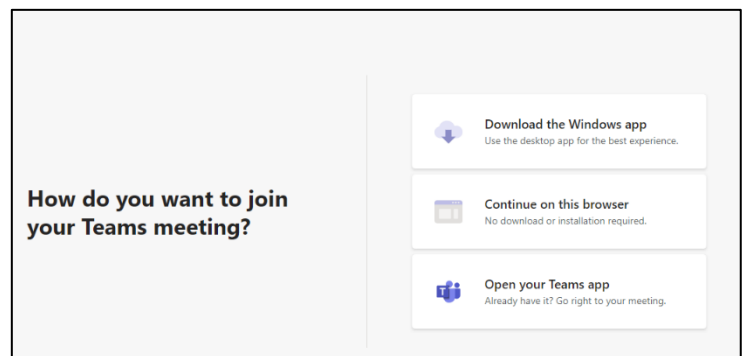 How do you want to join
your Teams meeting?
Download the Windows app
Use the desktop app for the best experience.
Continue on this browser
No download or installation required.
Open your Teams app
Already have it? Go right to your meeting.